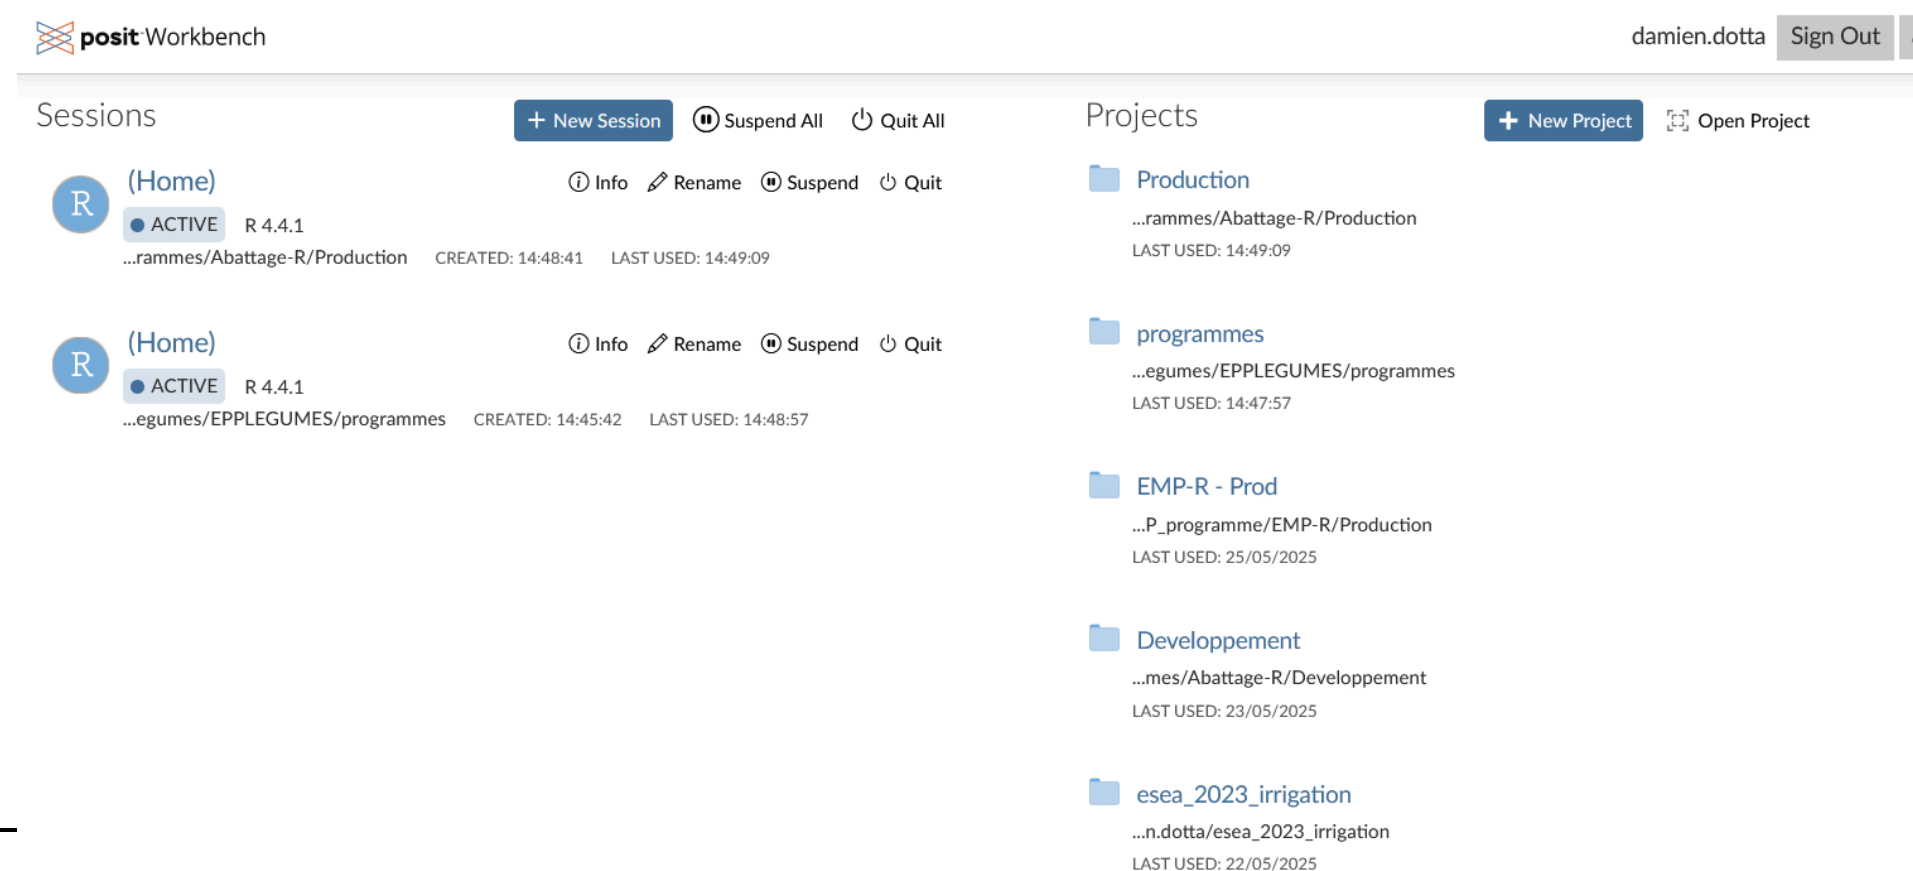 posit Workbench
damien.dotta Sign Out
Sessions
+ New Session Suspend All Quit All
R
(Home)
Info Rename Suspend Quit
ACTIVE R 4.4.1
...rammes/Abattage-R/Production CREATED: 14:48:41 LAST USED: 14:49:09
R
(Home)
Info Rename Suspend Quit
ACTIVE R 4.4.1
...egumes/EPPLEGUMES/programmes CREATED: 14:45:42 LAST USED: 14:48:57
Projects
+ New Project Open Project
Production
...rammes/Abattage-R/Production
LAST USED: 14:49:09
programmes
...egumes/EPPLEGUMES/programmes
LAST USED: 14:47:57
EMP-R - Prod
...P_programme/EMP-R/Production
LAST USED: 25/05/2025
Developpement
...mes/Abattage-R/Developpement
LAST USED: 23/05/2025
esea_2023_irrigation
...n.dotta/esea_2023_irrigation
LAST USED: 22/05/2025